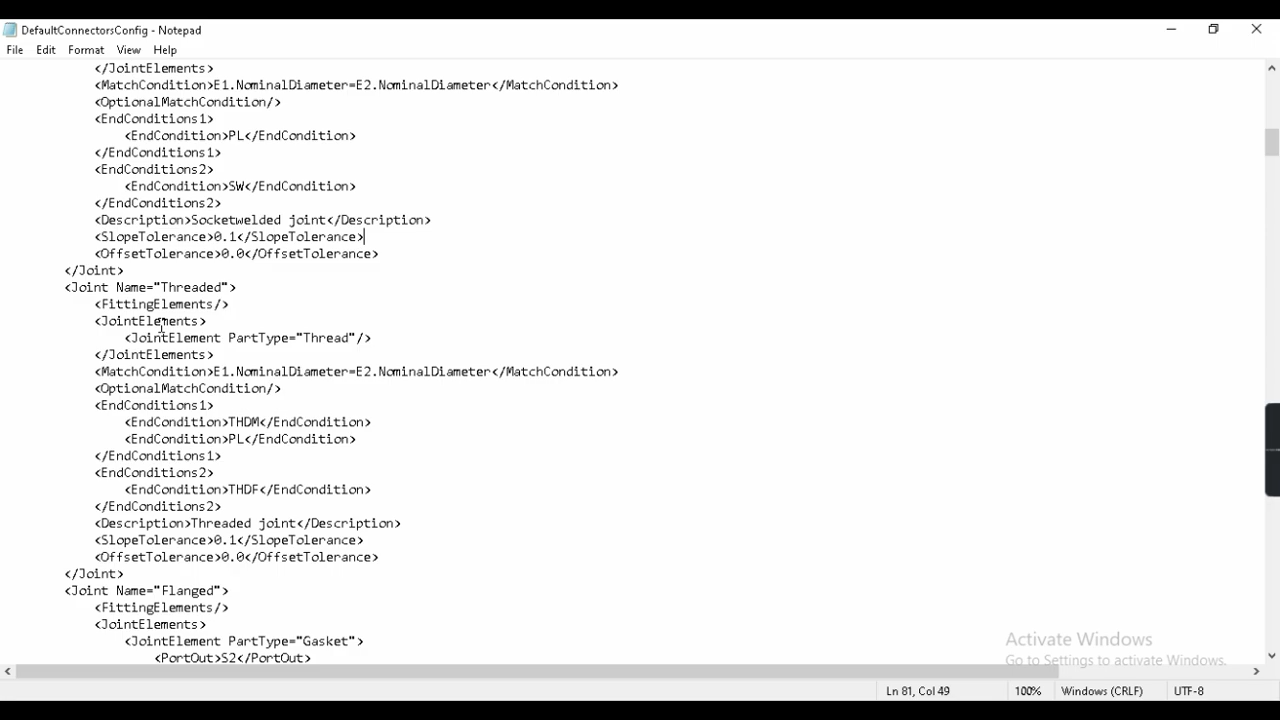 DefaultConnectorsConfig - Notepad
File Edit Format View Help
</JointElements>
<MatchCondition>E1.NominalDiameter=E2.NominalDiameter</MatchCondition>
<OptionalMatchCondition/>
<EndConditions1>
<EndCondition>PL</EndCondition>
</EndConditions1>
<EndConditions2>
<EndCondition>SW</EndCondition>
</EndConditions2>
<Description>Socketwelded joint</Description>
<SlopeTolerance>0.1</SlopeTolerance>
<OffsetTolerance>0.0</OffsetTolerance>
</Joint>
<Joint Name="Threaded">
<FittingElements/>
<JointElements>
<JointElement PartType="Thread"/>
</JointElements>
<MatchCondition>E1.NominalDiameter=E2.NominalDiameter</MatchCondition>
<OptionalMatchCondition/>
<EndConditions1>
<EndCondition>THDM</EndCondition>
<EndCondition>PL</EndCondition>
</EndConditions1>
<EndConditions2>
<EndCondition>THDF</EndCondition>
</EndConditions2>
<Description>Threaded joint</Description>
<SlopeTolerance>0.1</SlopeTolerance>
<OffsetTolerance>0.0</OffsetTolerance>
</Joint>
<Joint Name="Flanged">
<FittingElements/>
<JointElements>
<JointElement PartType="Gasket">
<PortOut>S2</PortOut>
Activate Windows
Go to Settings to activate Windows.
Ln 81, Col 49 100% Windows (CRLF) UTF-8